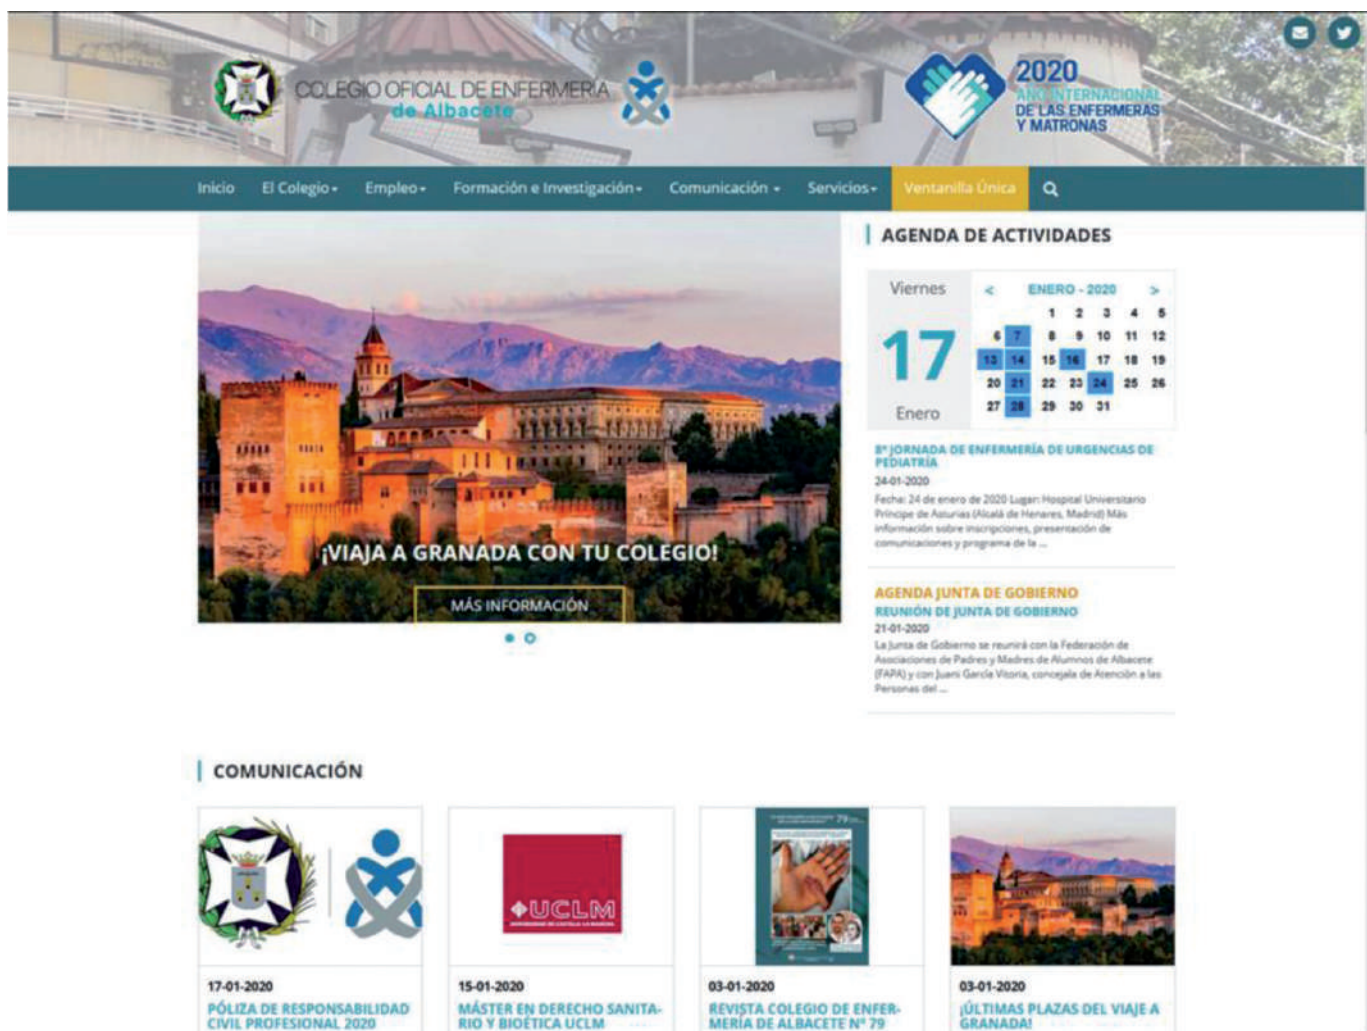 COLEGIO OFICIAL DE ENFERMERÍA
de Albacete
2020
AÑO INTERNACIONAL
DE LAS ENFERMERAS
Y MATRONAS
Inicio El Colegio Empleo Formación e Investigación Comunicación Servicios Ventanilla Única
¡VIAJA A GRANADA CON TU COLEGIO!
MÁS INFORMACIÓN
AGENDA DE ACTIVIDADES
Viernes
17
Enero
< ENERO - 2020 >
1 2 3 4 5
6 7 8 9 10 11 12
13 14 15 16 17 18 19
20 21 22 23 24 25 26
27 28 29 30 31
8ª JORNADA DE ENFERMERÍA DE URGENCIAS DE
PEDIATRÍA
24-01-2020
Fecha: 24 de enero de 2020 Lugar: Hospital Universitario
Príncipe de Asturias (Alcalá de Henares, Madrid) Más
información sobre inscripciones, presentación de
comunicaciones y programa de la ...
AGENDA JUNTA DE GOBIERNO
REUNIÓN DE JUNTA DE GOBIERNO
21-01-2020
La Junta de Gobierno se reunirá con la Federación de
Asociaciones de Padres y Madres de Alumnos de Albacete
(FAPA) y con Juani García Vitoria, concejala de Atención a las
Personas del ...
COMUNICACIÓN
17-01-2020
PÓLIZA DE RESPONSABILIDAD
CIVIL PROFESIONAL 2020
UCLM
UNIVERSIDAD DE CASTILLA-LA MANCHA
15-01-2020
MÁSTER EN DERECHO SANITA-
RIO Y BIOÉTICA UCLM
79
03-01-2020
REVISTA COLEGIO DE ENFER-
MERÍA DE ALBACETE Nº 79
03-01-2020
¡ÚLTIMAS PLAZAS DEL VIAJE A
GRANADA!